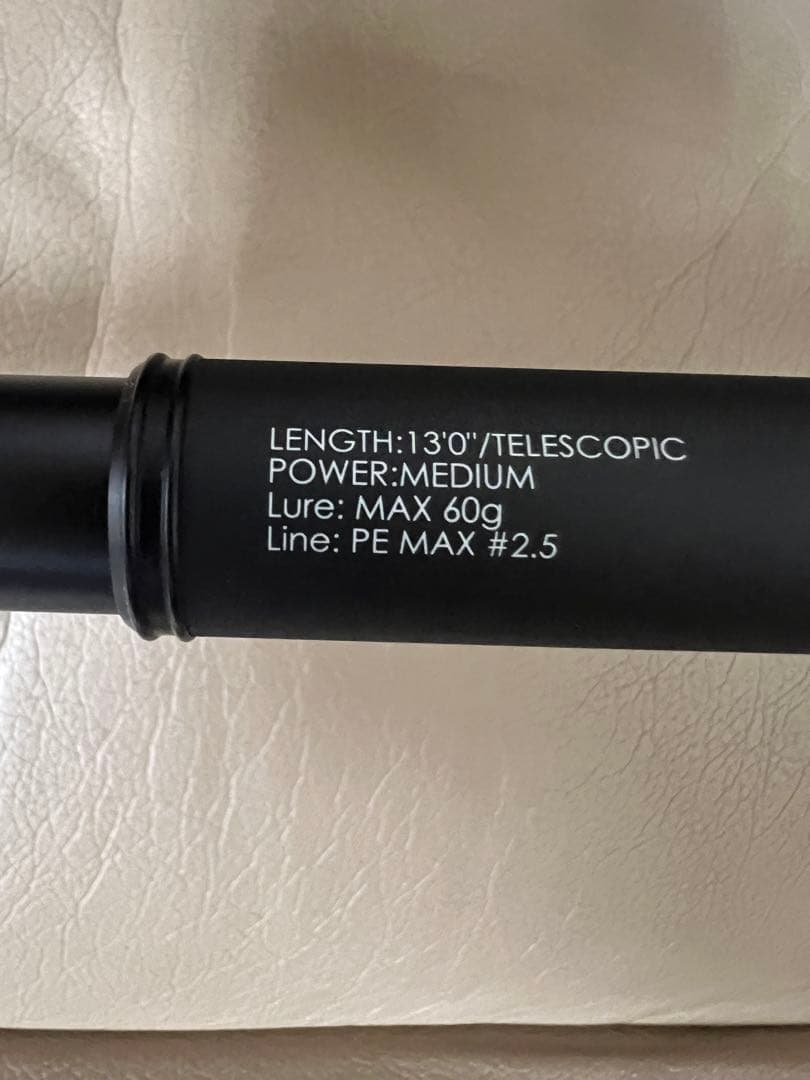 LENGTH:13'0"/TELESCOPIC
POWER:MEDIUM
Lure: MAX 60g
Line: PE MAX #2.5